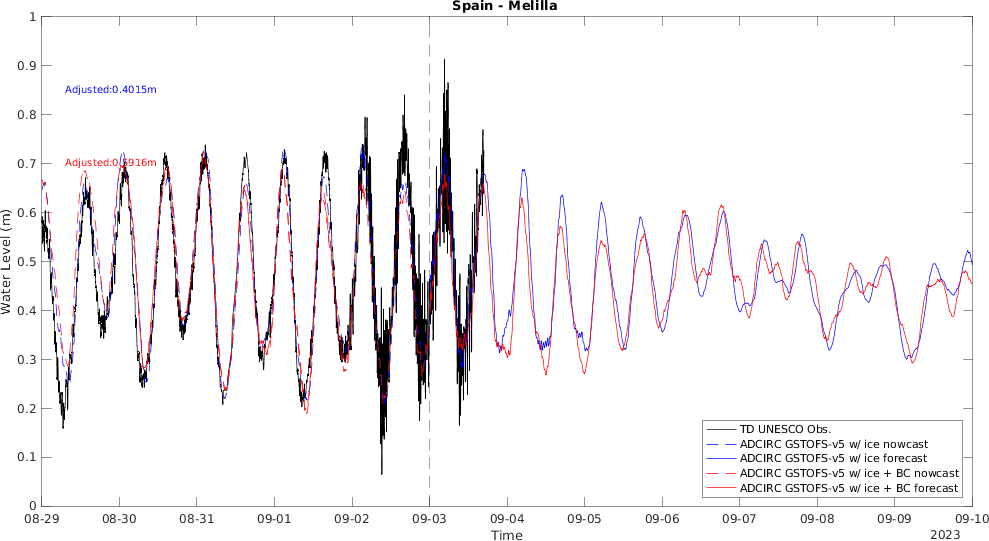 Spain - Melilla
1
0.9
0.8
0.7
0.6
0.5
0.4
0.3
0.2
0.1
0
Water Level (m)
Adjusted:0.4015m
Adjusted:0.5916m
TD UNESCO Obs.
ADCIRC GSTOFS-v5 w/ ice nowcast
ADCIRC GSTOFS-v5 w/ ice forecast
ADCIRC GSTOFS-v5 w/ ice + BC nowcast
ADCIRC GSTOFS-v5 w/ ice + BC forecast
08-29 08-30 08-31 09-01 09-02 09-03 09-04 09-05 09-06 09-07 09-08 09-09 09-10
Time
2023